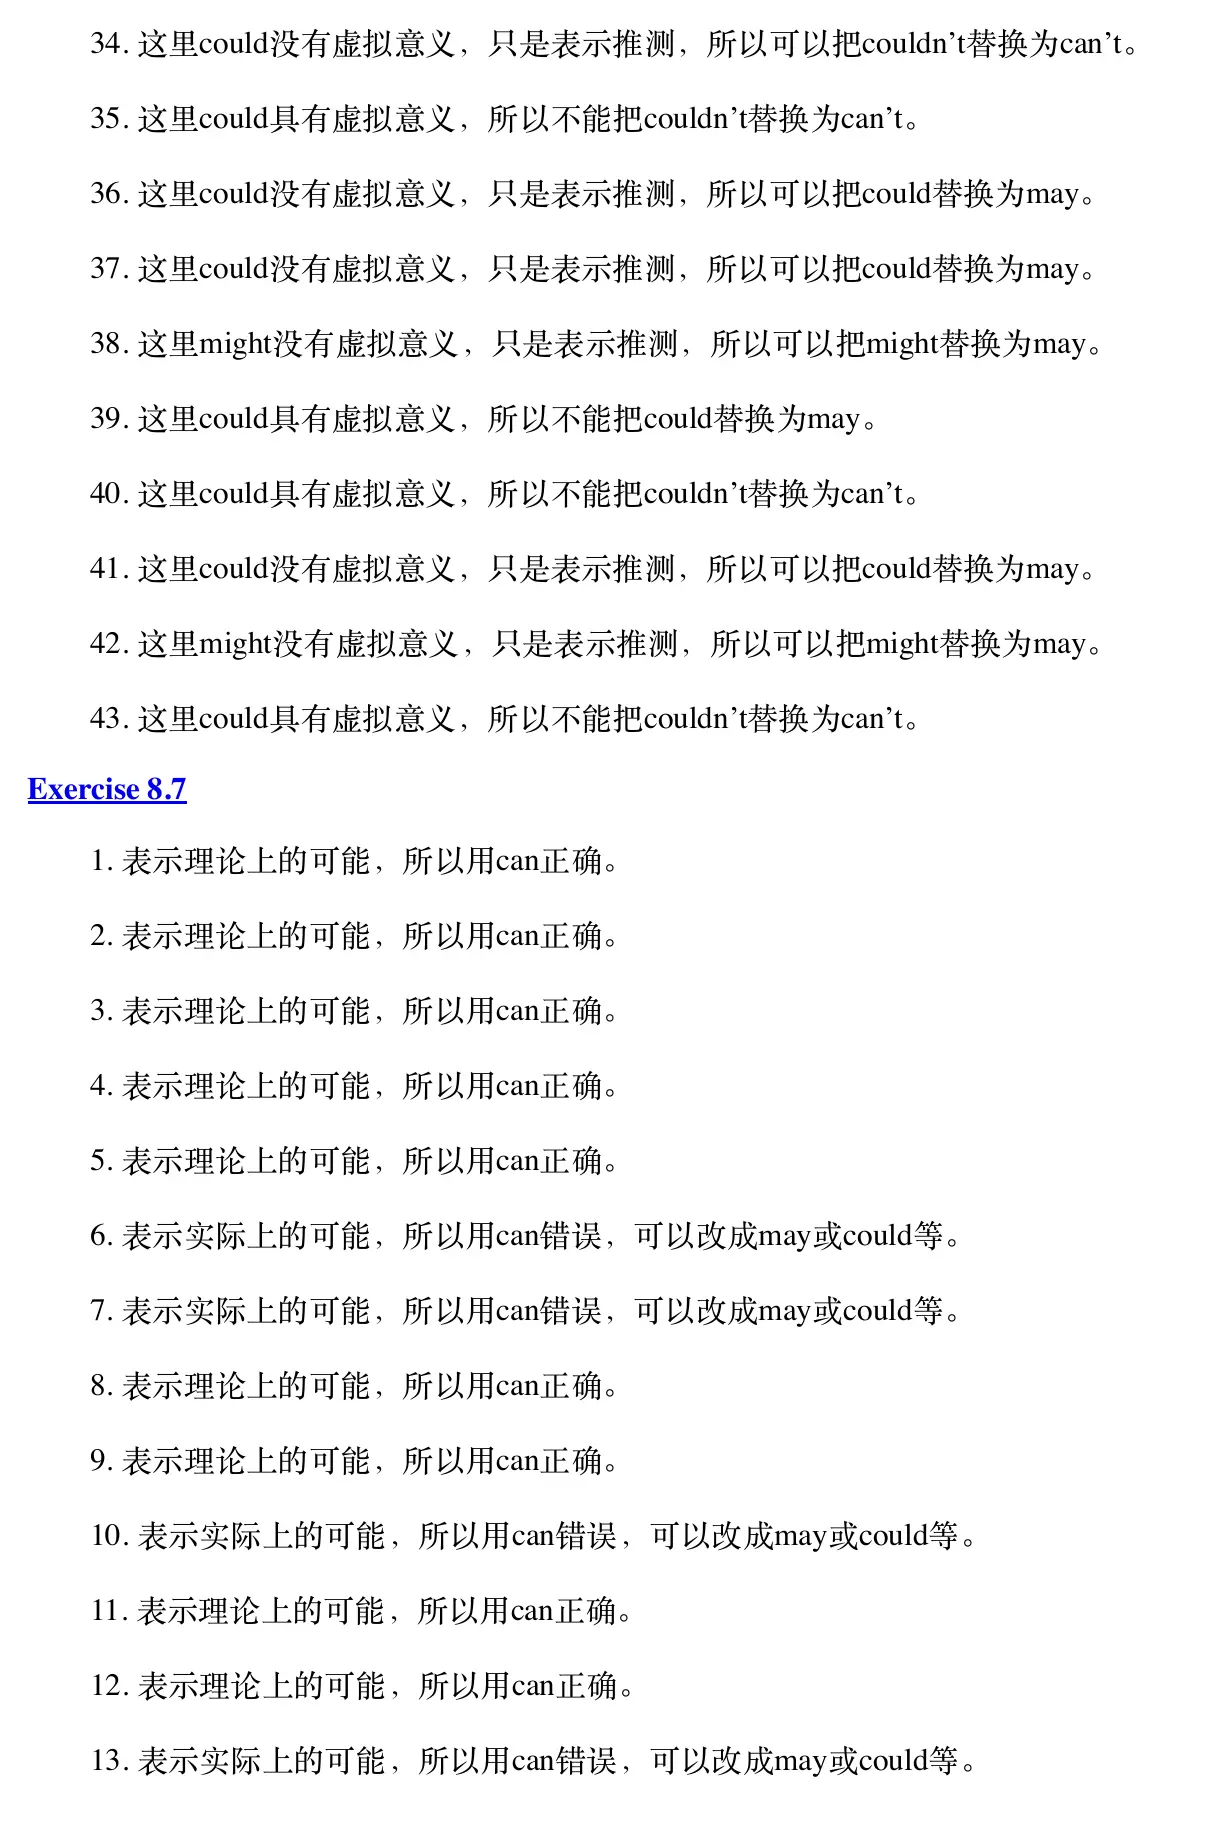 34. 这里could没有虚拟意义，只是表示推测，所以可以把couldn’t替换为can’t。
35. 这里could具有虚拟意义，所以不能把couldn’t替换为can’t。
36. 这里could没有虚拟意义，只是表示推测，所以可以把could替换为may。
37. 这里could没有虚拟意义，只是表示推测，所以可以把could替换为may。
38. 这里might没有虚拟意义，只是表示推测，所以可以把might替换为may。
39. 这里could具有虚拟意义，所以不能把could替换为may。
40. 这里could具有虚拟意义，所以不能把couldn’t替换为can’t。
41. 这里could没有虚拟意义，只是表示推测，所以可以把could替换为may。
42. 这里might没有虚拟意义，只是表示推测，所以可以把might替换为may。
43. 这里could具有虚拟意义，所以不能把couldn’t替换为can’t。
Exercise 8.7
1. 表示理论上的可能，所以用can正确。
2. 表示理论上的可能，所以用can正确。
3. 表示理论上的可能，所以用can正确。
4. 表示理论上的可能，所以用can正确。
5. 表示理论上的可能，所以用can正确。
6. 表示实际上的可能，所以用can错误，可以改成may或could等。
7. 表示实际上的可能，所以用can错误，可以改成may或could等。
8. 表示理论上的可能，所以用can正确。
9. 表示理论上的可能，所以用can正确。
10. 表示实际上的可能，所以用can错误，可以改成may或could等。
11. 表示理论上的可能，所以用can正确。
12. 表示理论上的可能，所以用can正确。
13. 表示实际上的可能，所以用can错误，可以改成may或could等。